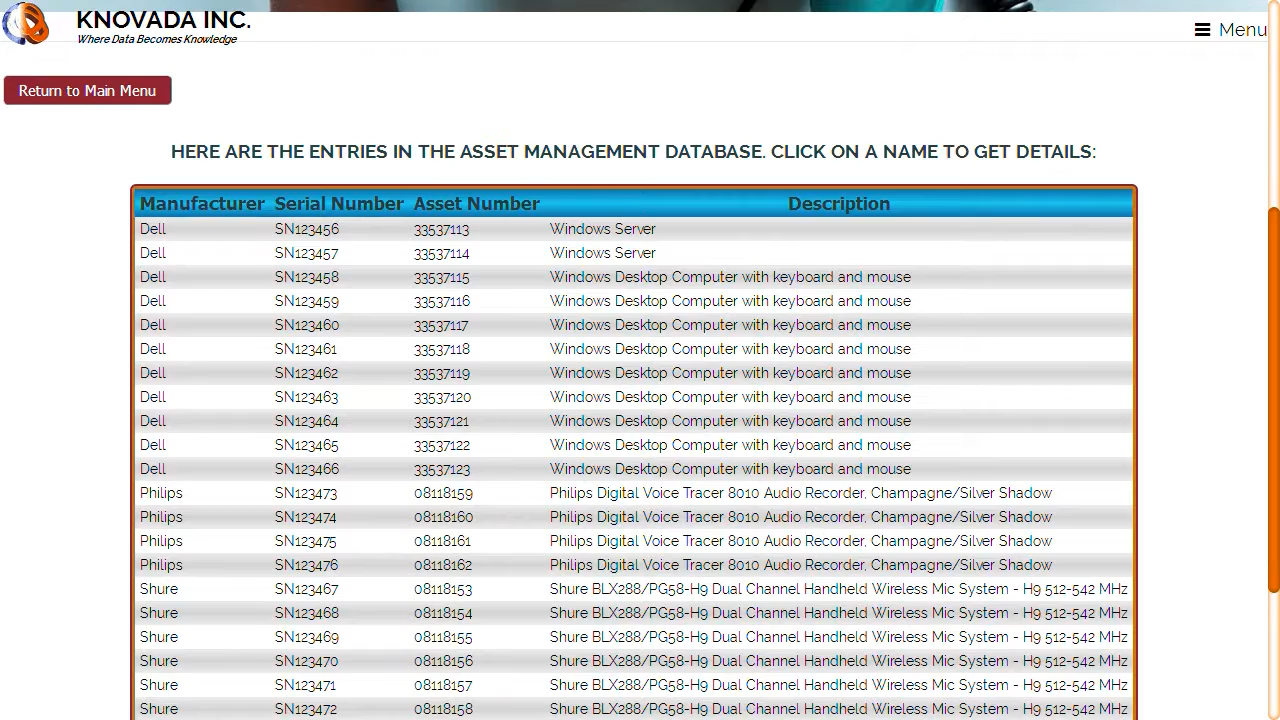 KNOVADA INC.
Where Data Becomes Knowledge
Menu
Return to Main Menu
HERE ARE THE ENTRIES IN THE ASSET MANAGEMENT DATABASE. CLICK ON A NAME TO GET DETAILS:
Manufacturer Serial Number Asset Number Description
Dell SN123456 33537113 Windows Server
Dell SN123457 33537114 Windows Server
Dell SN123458 33537115 Windows Desktop Computer with keyboard and mouse
Dell SN123459 33537116 Windows Desktop Computer with keyboard and mouse
Dell SN123460 33537117 Windows Desktop Computer with keyboard and mouse
Dell SN123461 33537118 Windows Desktop Computer with keyboard and mouse
Dell SN123462 33537119 Windows Desktop Computer with keyboard and mouse
Dell SN123463 33537120 Windows Desktop Computer with keyboard and mouse
Dell SN123464 33537121 Windows Desktop Computer with keyboard and mouse
Dell SN123465 33537122 Windows Desktop Computer with keyboard and mouse
Dell SN123466 33537123 Windows Desktop Computer with keyboard and mouse
Philips SN123473 08118159 Philips Digital Voice Tracer 8010 Audio Recorder, Champagne/Silver Shadow
Philips SN123474 08118160 Philips Digital Voice Tracer 8010 Audio Recorder, Champagne/Silver Shadow
Philips SN123475 08118161 Philips Digital Voice Tracer 8010 Audio Recorder, Champagne/Silver Shadow
Philips SN123476 08118162 Philips Digital Voice Tracer 8010 Audio Recorder, Champagne/Silver Shadow
Shure SN123467 08118153 Shure BLX288/PG58-H9 Dual Channel Handheld Wireless Mic System - H9 512-542 MHz
Shure SN123468 08118154 Shure BLX288/PG58-H9 Dual Channel Handheld Wireless Mic System - H9 512-542 MHz
Shure SN123469 08118155 Shure BLX288/PG58-H9 Dual Channel Handheld Wireless Mic System - H9 512-542 MHz
Shure SN123470 08118156 Shure BLX288/PG58-H9 Dual Channel Handheld Wireless Mic System - H9 512-542 MHz
Shure SN123471 08118157 Shure BLX288/PG58-H9 Dual Channel Handheld Wireless Mic System - H9 512-542 MHz
Shure SN123472 08118158 Shure BLX288/PG58-H9 Dual Channel Handheld Wireless Mic System - H9 512-542 MHz